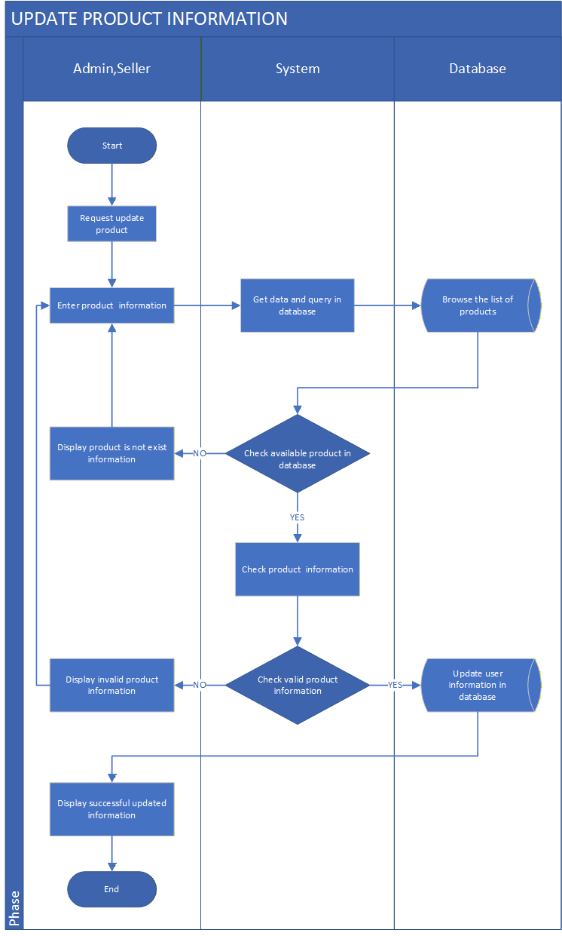 UPDATE PRODUCT INFORMATION
Admin,Seller
System
Database
Start
Request update
product
Enter product  information
Get data and query in
database
Browse the list of
products
Display product is not exist
information
NO
Check available product in
database
YES
Check product  information
Display invalid product
information
NO
Check valid product
information
YES
Update user
information in
database
Display successful updated
information
End
Phase